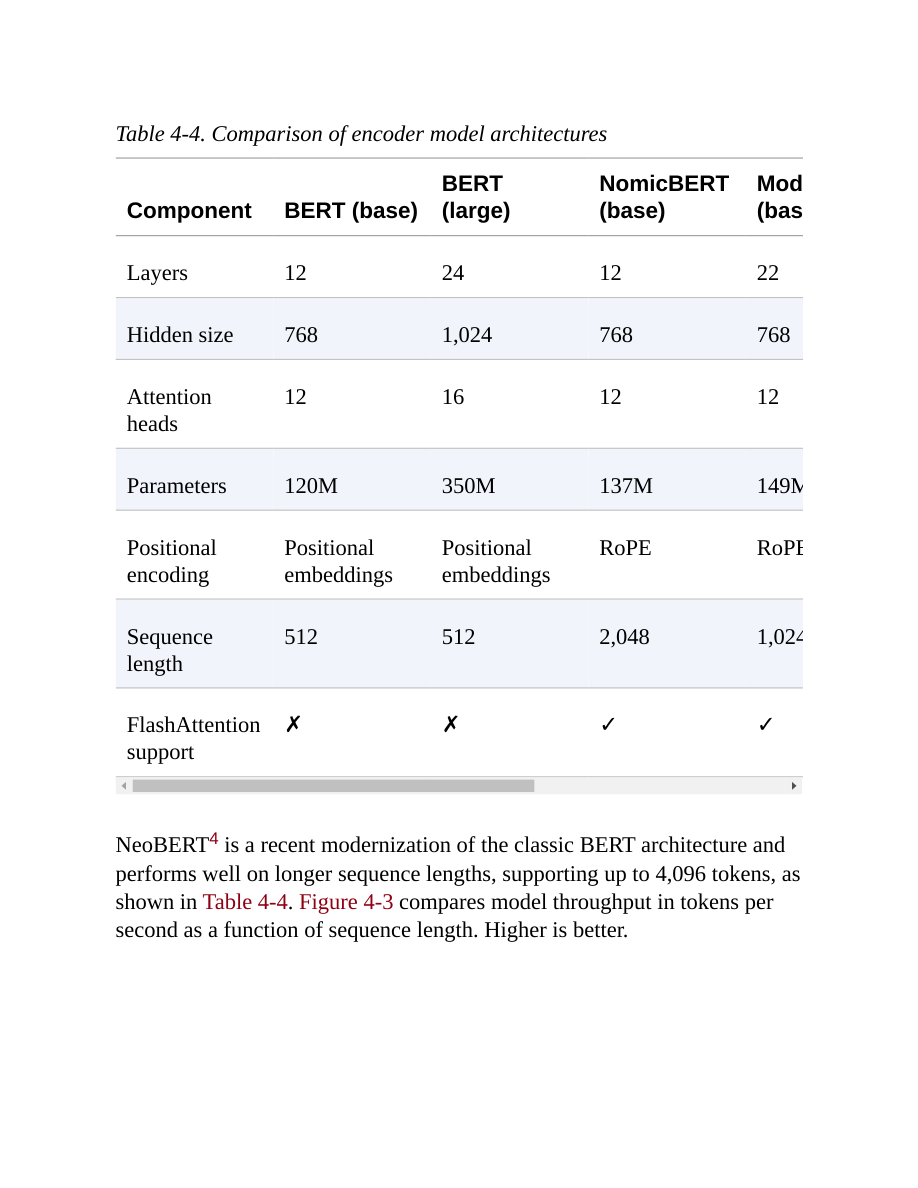 Table 4-4. Comparison of encoder model architectures
Component BERT (base) BERT (large) NomicBERT (base) Mod (bas
Layers 12 24 12 22
Hidden size 768 1,024 768 768
Attention heads 12 16 12 12
Parameters 120M 350M 137M 149M
Positional encoding Positional embeddings Positional embeddings RoPE RoPE
Sequence length 512 512 2,048 1,024
FlashAttention support ✗ ✗ ✓ ✓
NeoBERT4 is a recent modernization of the classic BERT architecture and
performs well on longer sequence lengths, supporting up to 4,096 tokens, as
shown in Table 4-4. Figure 4-3 compares model throughput in tokens per
second as a function of sequence length. Higher is better.